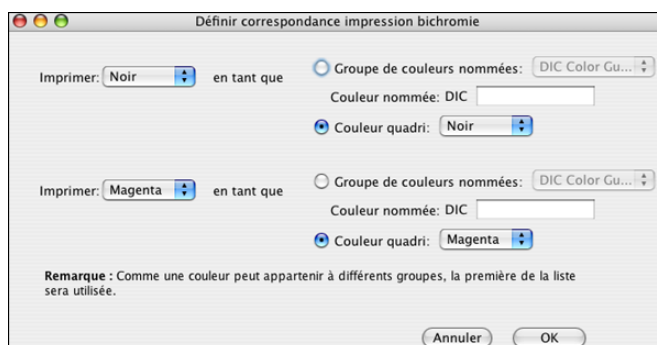 Définir correspondance impression bichromie
Imprimer: Noir en tant que Groupe de couleurs nommées: DIC Color Gu...
Couleur nommée: DIC
Couleur quadri: Noir
Imprimer: Magenta en tant que Groupe de couleurs nommées: DIC Color Gu...
Couleur nommée: DIC
Couleur quadri: Magenta
Remarque : Comme une couleur peut appartenir à différents groupes, la première de la liste
sera utilisée.
Annuler OK